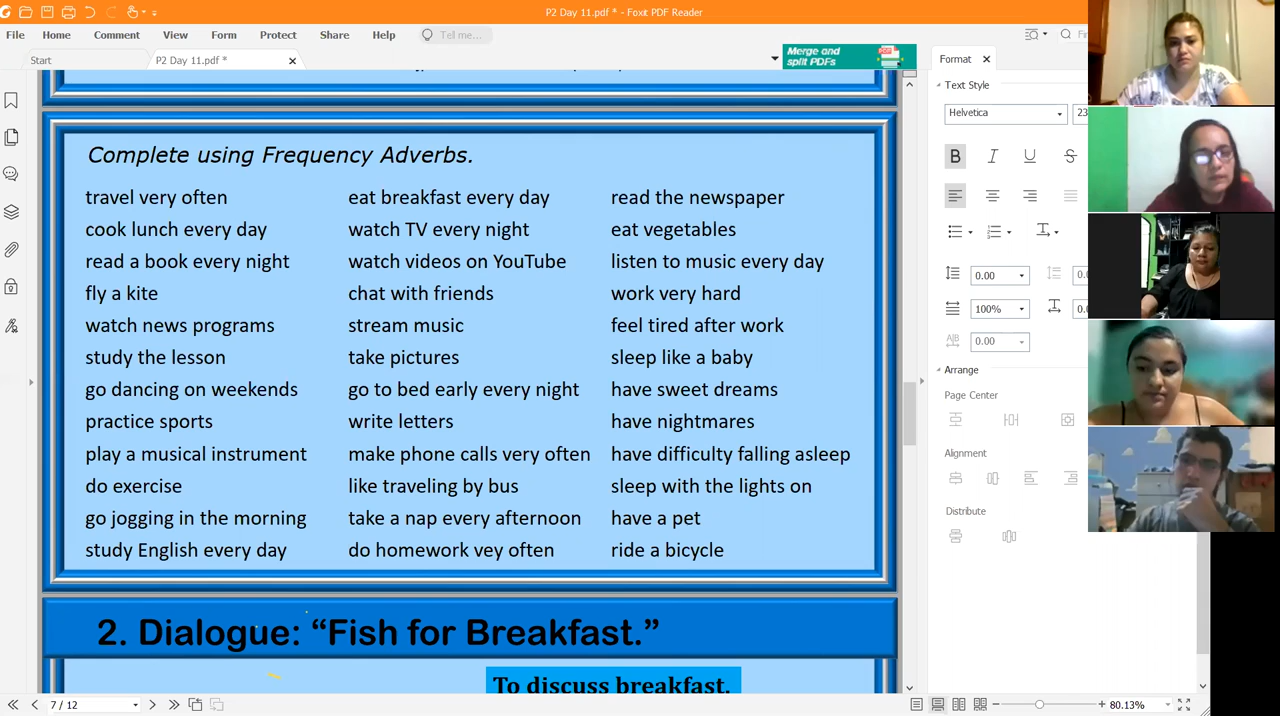 P2 Day 11.pdf * - Foxit PDF Reader
File Home Comment View Form Protect Share Help Tell me...
Start P2 Day 11.pdf * Merge and split PDFs
Complete using Frequency Adverbs.
travel very often
cook lunch every day
read a book every night
fly a kite
watch news programs
study the lesson
go dancing on weekends
practice sports
play a musical instrument
do exercise
go jogging in the morning
study English every day
eat breakfast every day
watch TV every night
watch videos on YouTube
chat with friends
stream music
take pictures
go to bed early every night
write letters
make phone calls very often
like traveling by bus
take a nap every afternoon
do homework vey often
read the newspaper
eat vegetables
listen to music every day
work very hard
feel tired after work
sleep like a baby
have sweet dreams
have nightmares
have difficulty falling asleep
sleep with the lights on
have a pet
ride a bicycle
2. Dialogue: “Fish for Breakfast.”
To discuss breakfast.
Format
Text Style
Helvetica 23
B I U S
0.00
100%
0.00
Arrange
Page Center
Alignment
Distribute
7 / 12
80.13%